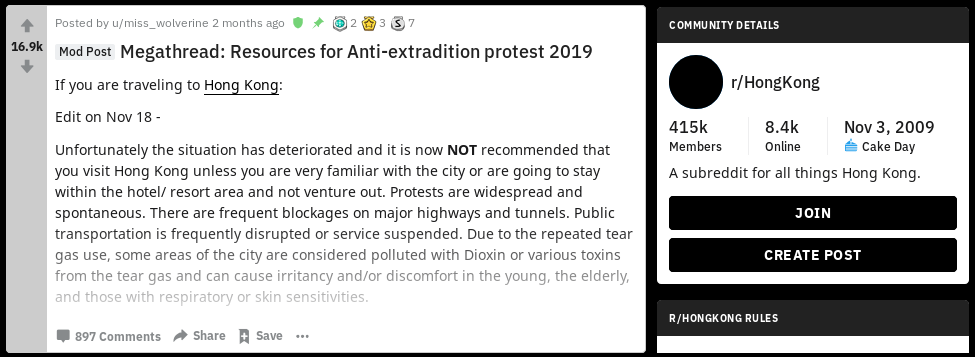 Posted by u/miss_wolverine 2 months ago 2 3 7
16.9k
Mod Post Megathread: Resources for Anti-extradition protest 2019
If you are traveling to Hong Kong:
Edit on Nov 18 -
Unfortunately the situation has deteriorated and it is now NOT recommended that
you visit Hong Kong unless you are very familiar with the city or are going to stay
within the hotel/ resort area and not venture out. Protests are widespread and
spontaneous. There are frequent blockages on major highways and tunnels. Public
transportation is frequently disrupted or service suspended. Due to the repeated tear
gas use, some areas of the city are considered polluted with Dioxin or various toxins
from the tear gas and can cause irritancy and/or discomfort in the young, the elderly,
and those with respiratory or skin sensitivities.
897 Comments Share Save
COMMUNITY DETAILS
r/HongKong
415k 8.4k Nov 3, 2009
Members Online Cake Day
A subreddit for all things Hong Kong.
JOIN
CREATE POST
R/HONGKONG RULES